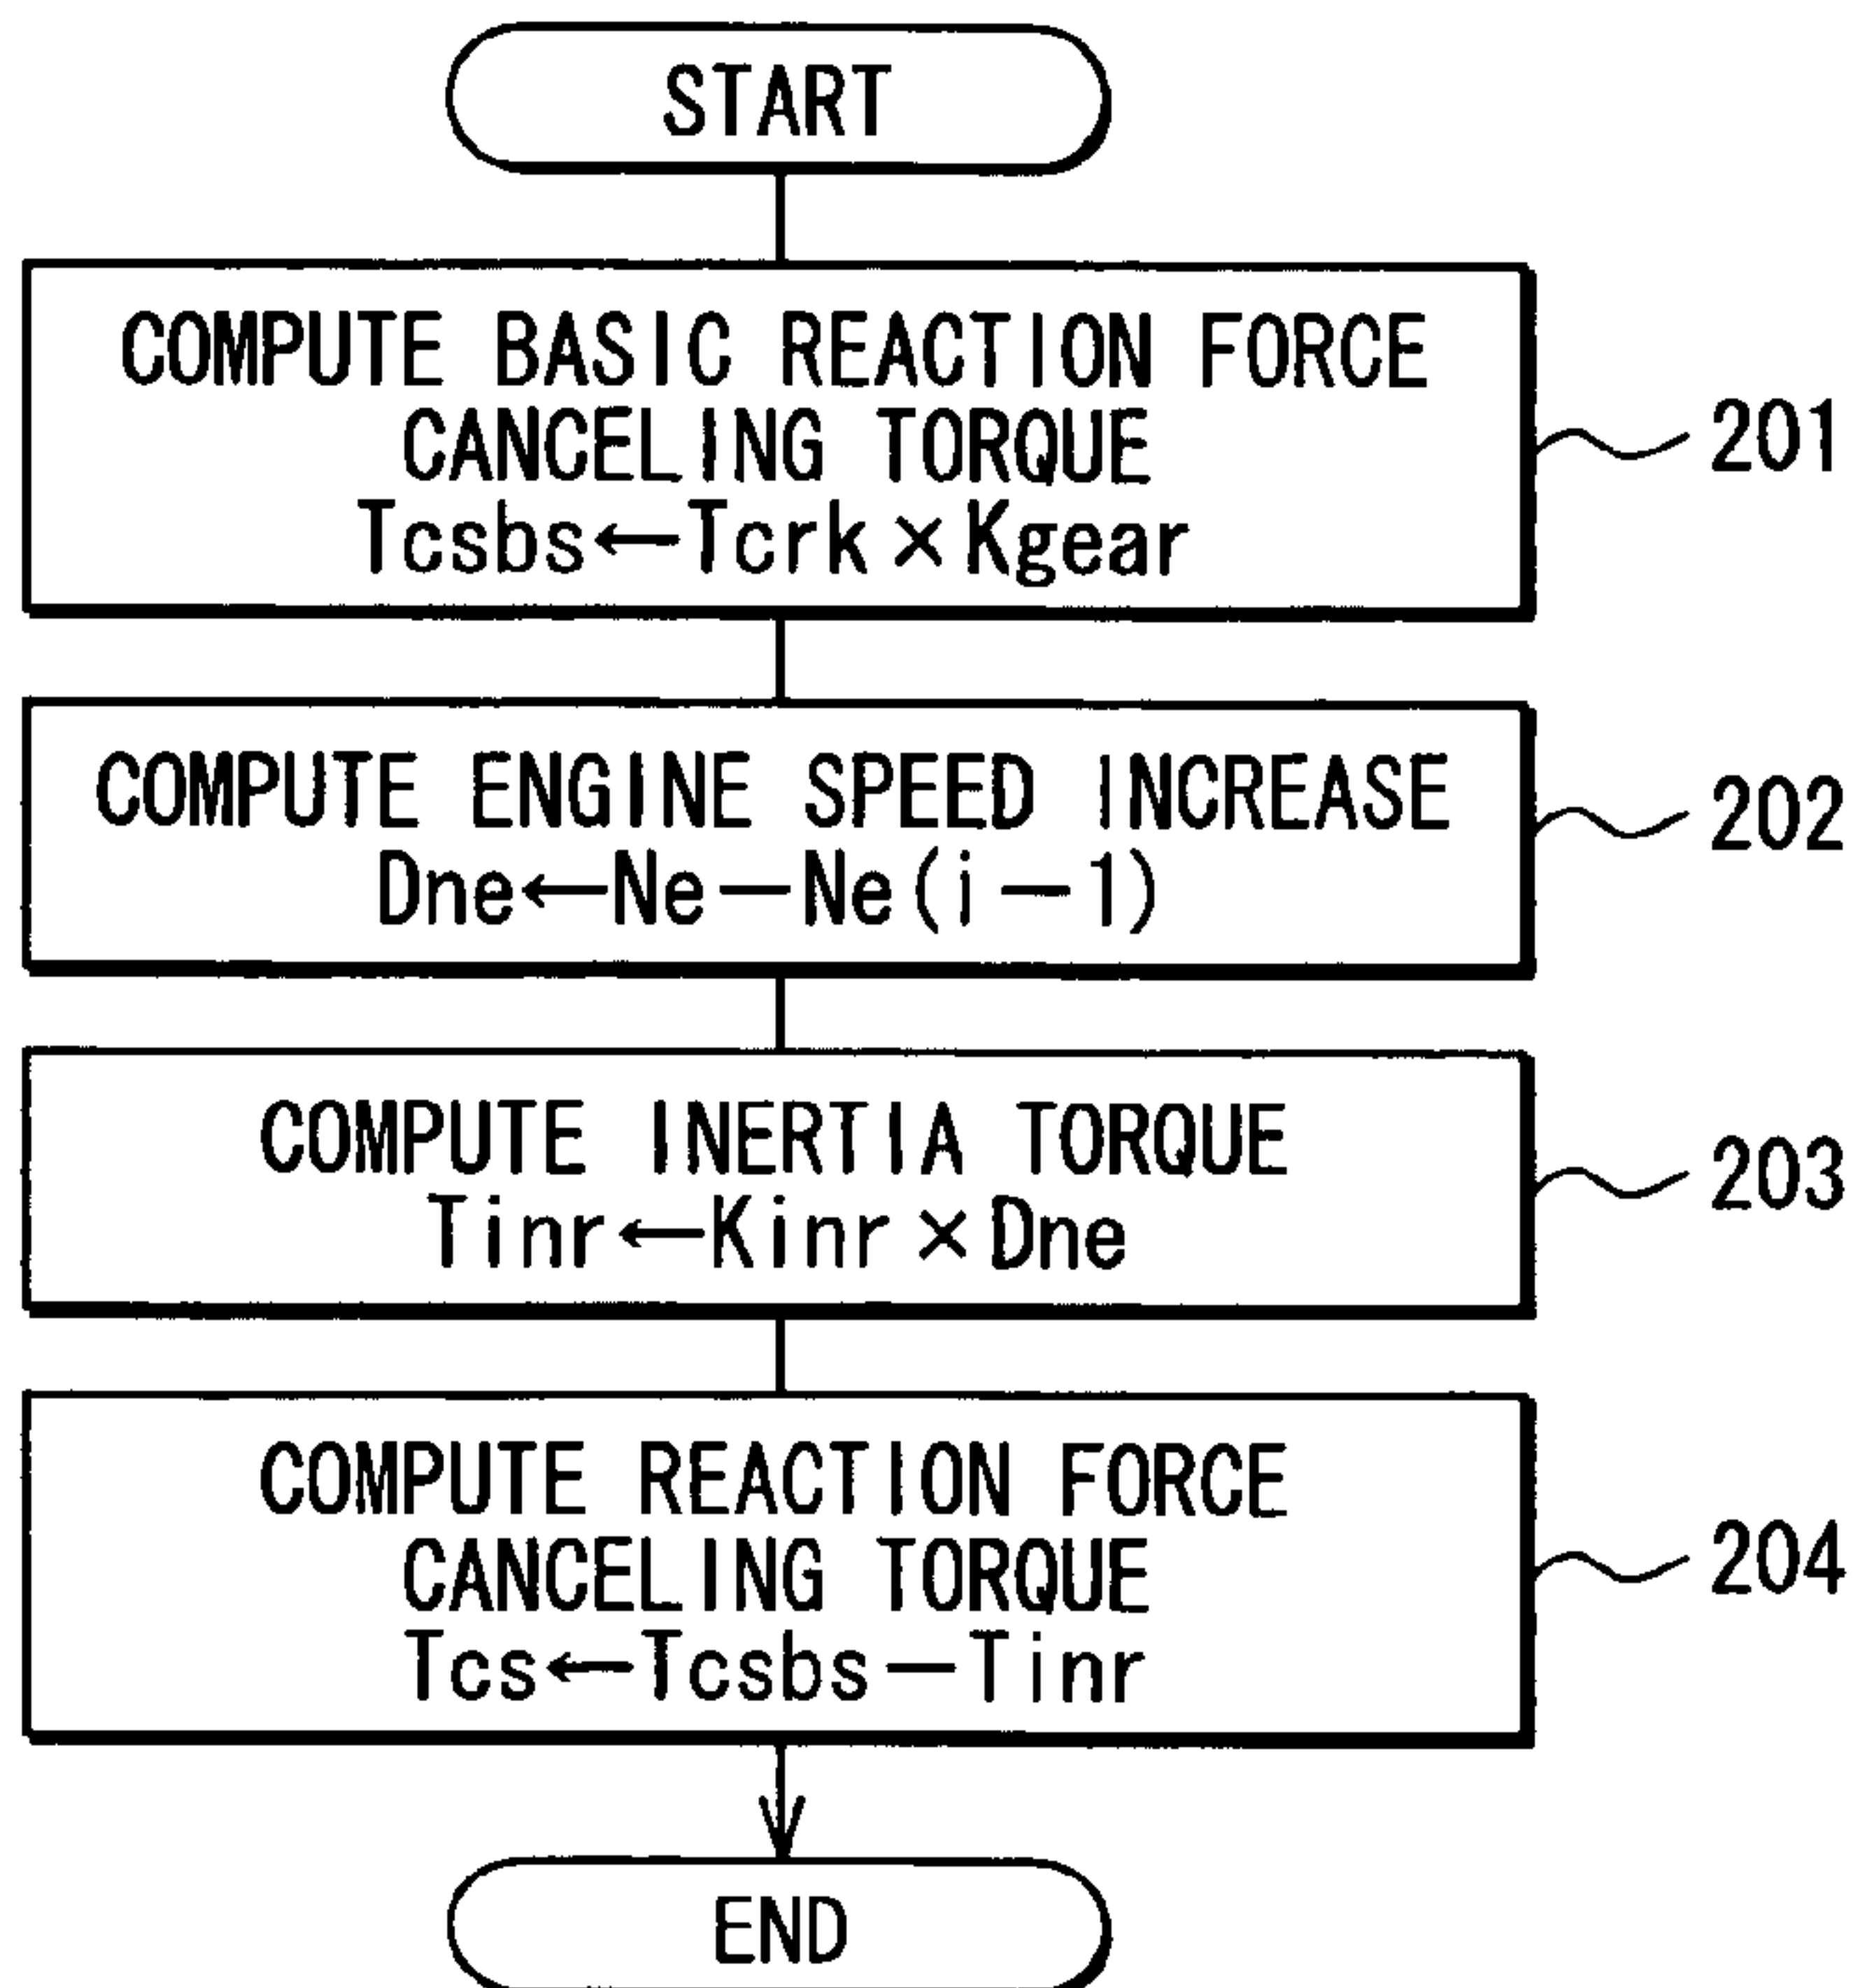 START
COMPUTE BASIC REACTION FORCE
CANCELING TORQUE
Tcsbs←Tcrk×Kgear
201
COMPUTE ENGINE SPEED INCREASE
Dne←Ne−Ne(i−1)
202
COMPUTE INERTIA TORQUE
Tinr←Kinr×Dne
203
COMPUTE REACTION FORCE
CANCELING TORQUE
Tcs←Tcsbs−Tinr
204
END